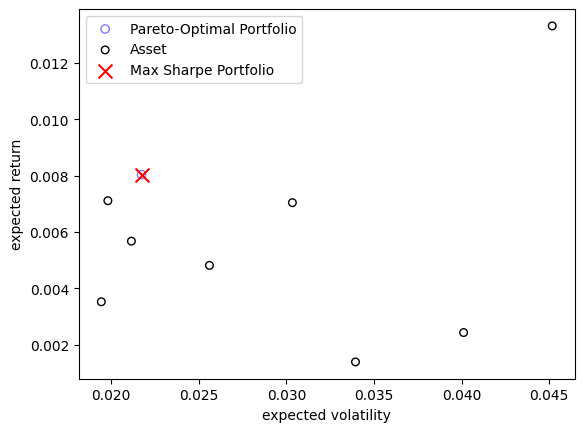 Pareto-Optimal Portfolio
Asset
Max Sharpe Portfolio
0.012
0.010
0.008
0.006
0.004
0.002
expected return
0.020 0.025 0.030 0.035 0.040 0.045
expected volatility